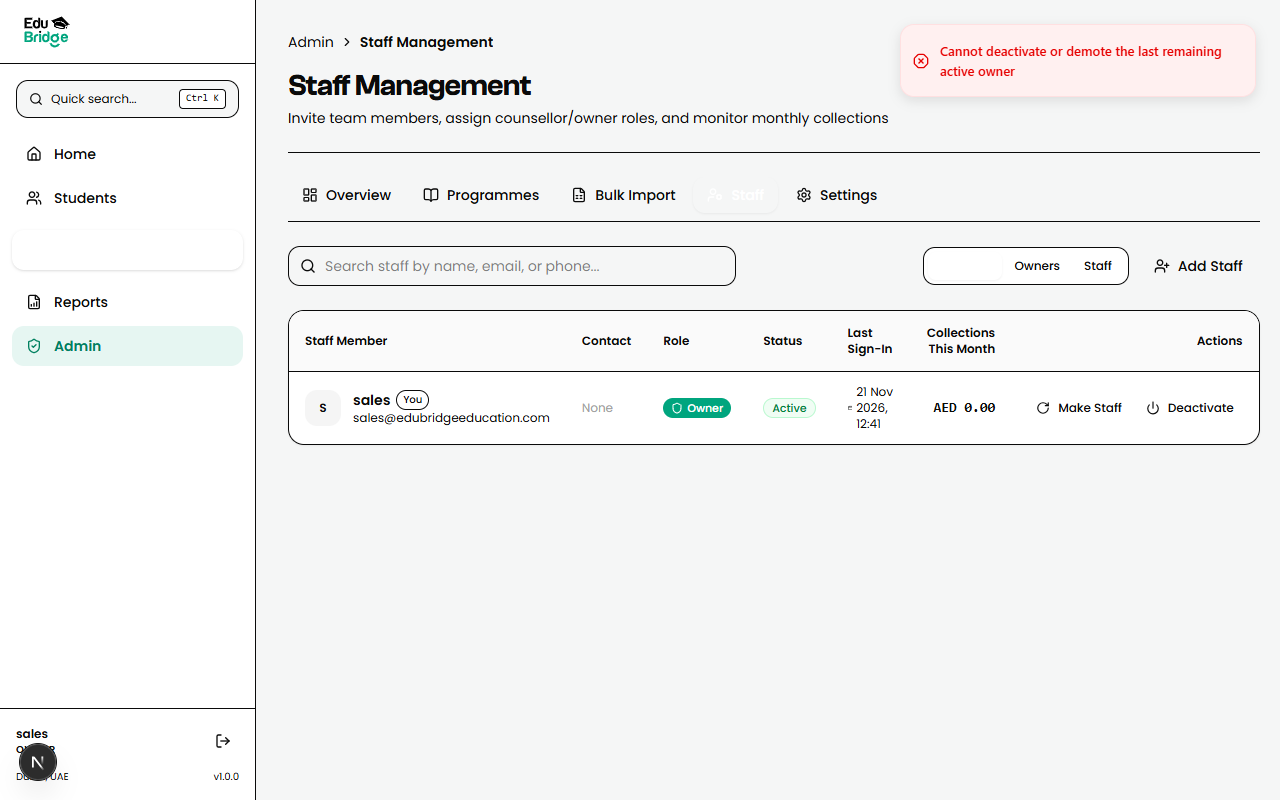 Edu
Bridge
Quick search...
Ctrl K
Home
Students
Reports
Admin
sales
v1.0.0
N
Admin > Staff Management
Cannot deactivate or demote the last remaining
active owner
Staff Management
Invite team members, assign counsellor/owner roles, and monitor monthly collections
Overview
Programmes
Bulk Import
Staff
Settings
Search staff by name, email, or phone...
Owners
Staff
Add Staff
Staff Member
Contact
Role
Status
Last
Sign-In
Collections
This Month
Actions
S
sales
You
sales@edubridgeeducation.com
None
Owner
Active
21 Nov
2026,
12:41
AED 0.00
Make Staff
Deactivate